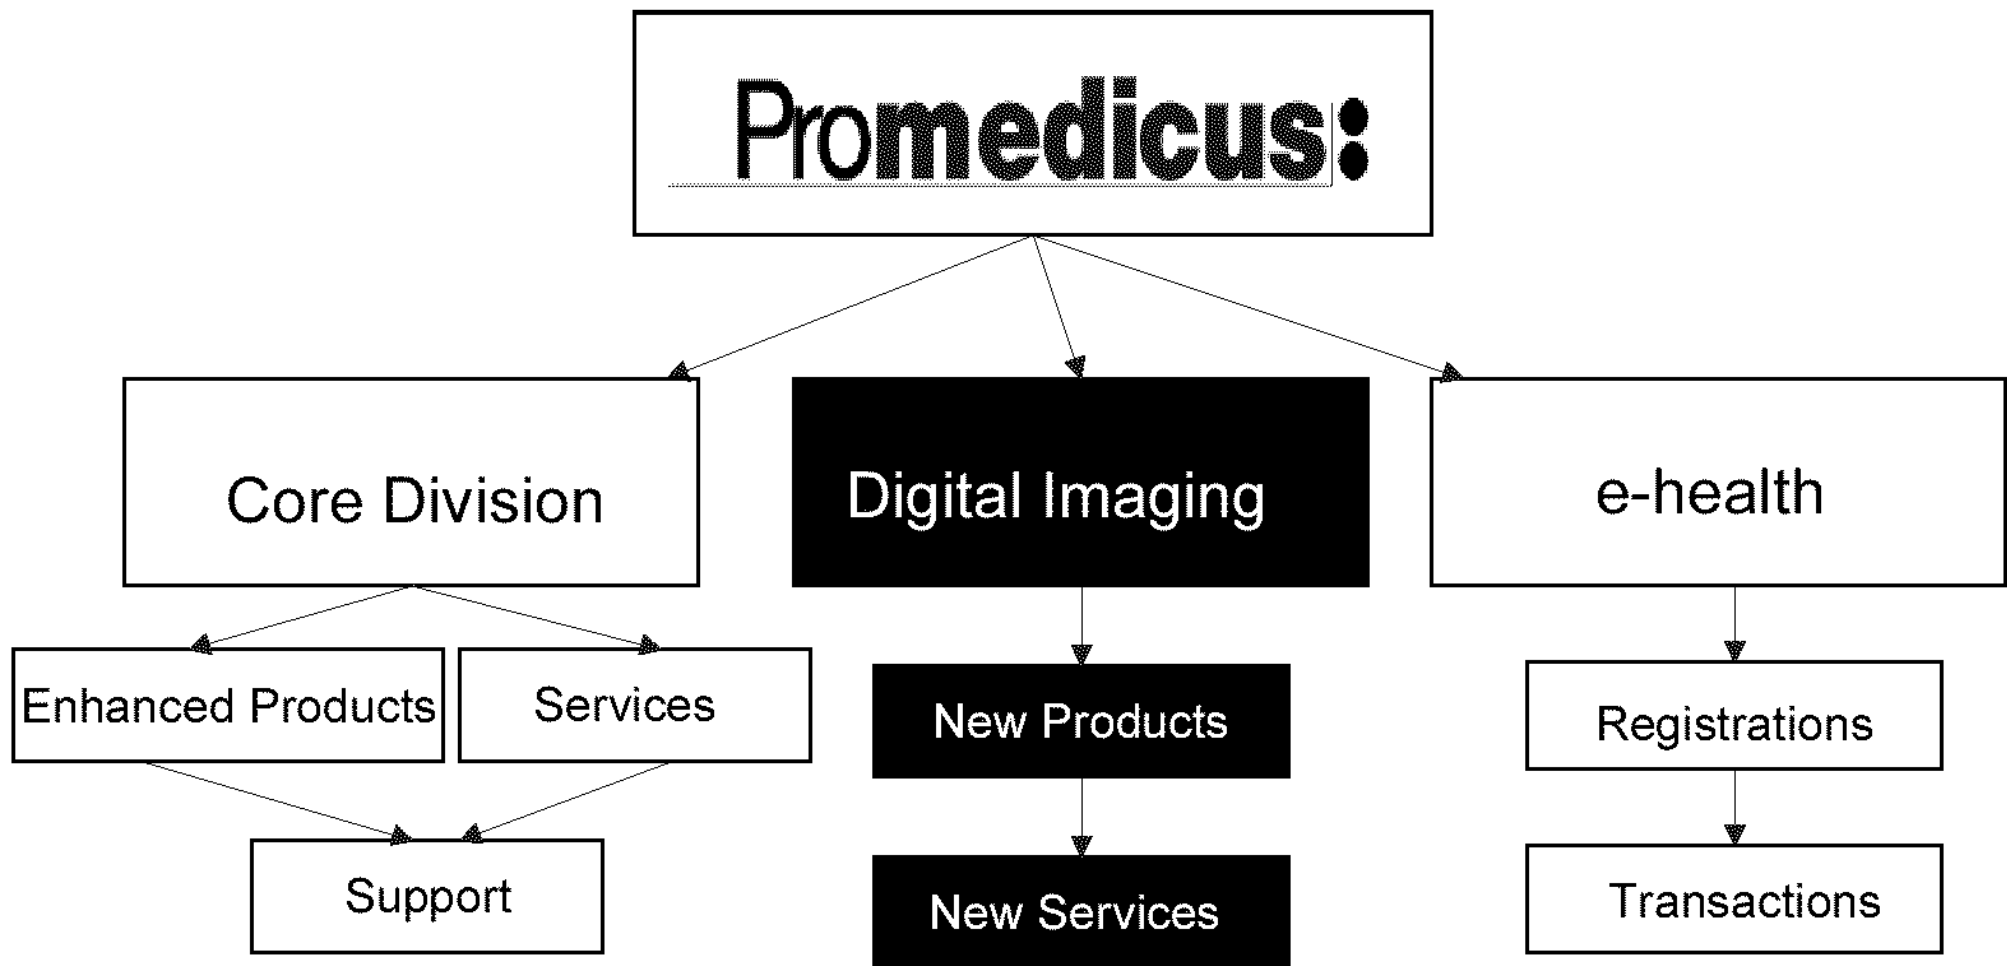 Promedicus:
Core Division
Digital Imaging
e-health
Enhanced Products
Services
New Products
Registrations
Support
New Services
Transactions